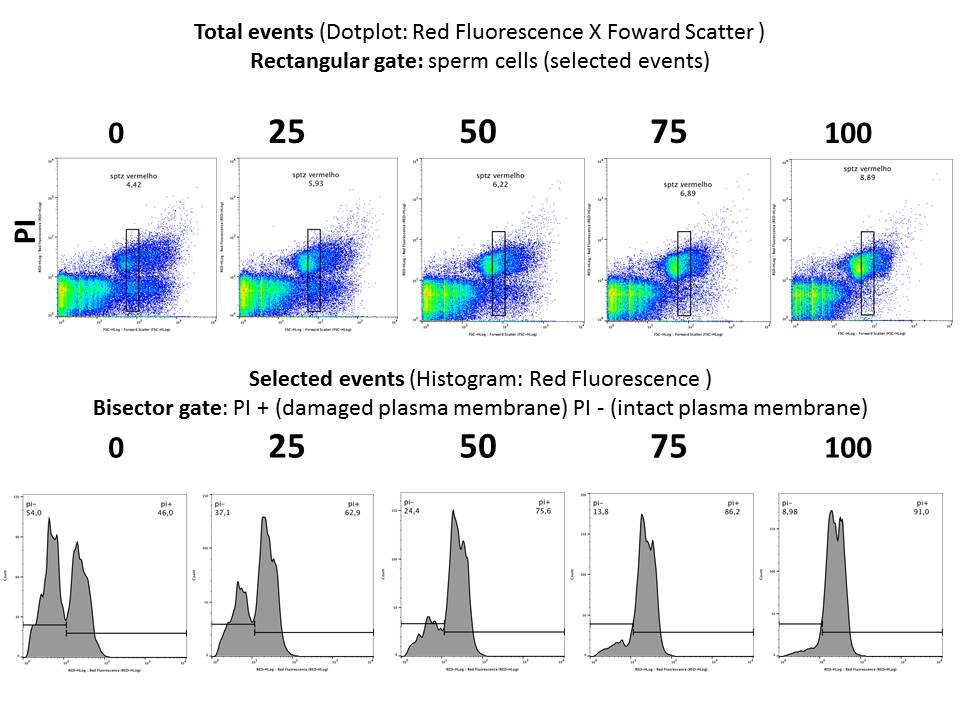 Total events (Dotplot: Red Fluorescence X Foward Scatter )
Rectangular gate: sperm cells (selected events)
0 25 50 75 100
PI
sptz vermelho
4,42
sptz vermelho
5,93
sptz vermelho
6,22
sptz vermelho
6,89
sptz vermelho
8,89
Selected events (Histogram: Red Fluorescence )
Bisector gate: PI + (damaged plasma membrane) PI - (intact plasma membrane)
0 25 50 75 100
pi- pi+
54,0 46,0
pi- pi+
37,1 62,9
pi- pi+
24,4 75,6
pi- pi+
13,8 86,2
pi- pi+
8,98 91,0